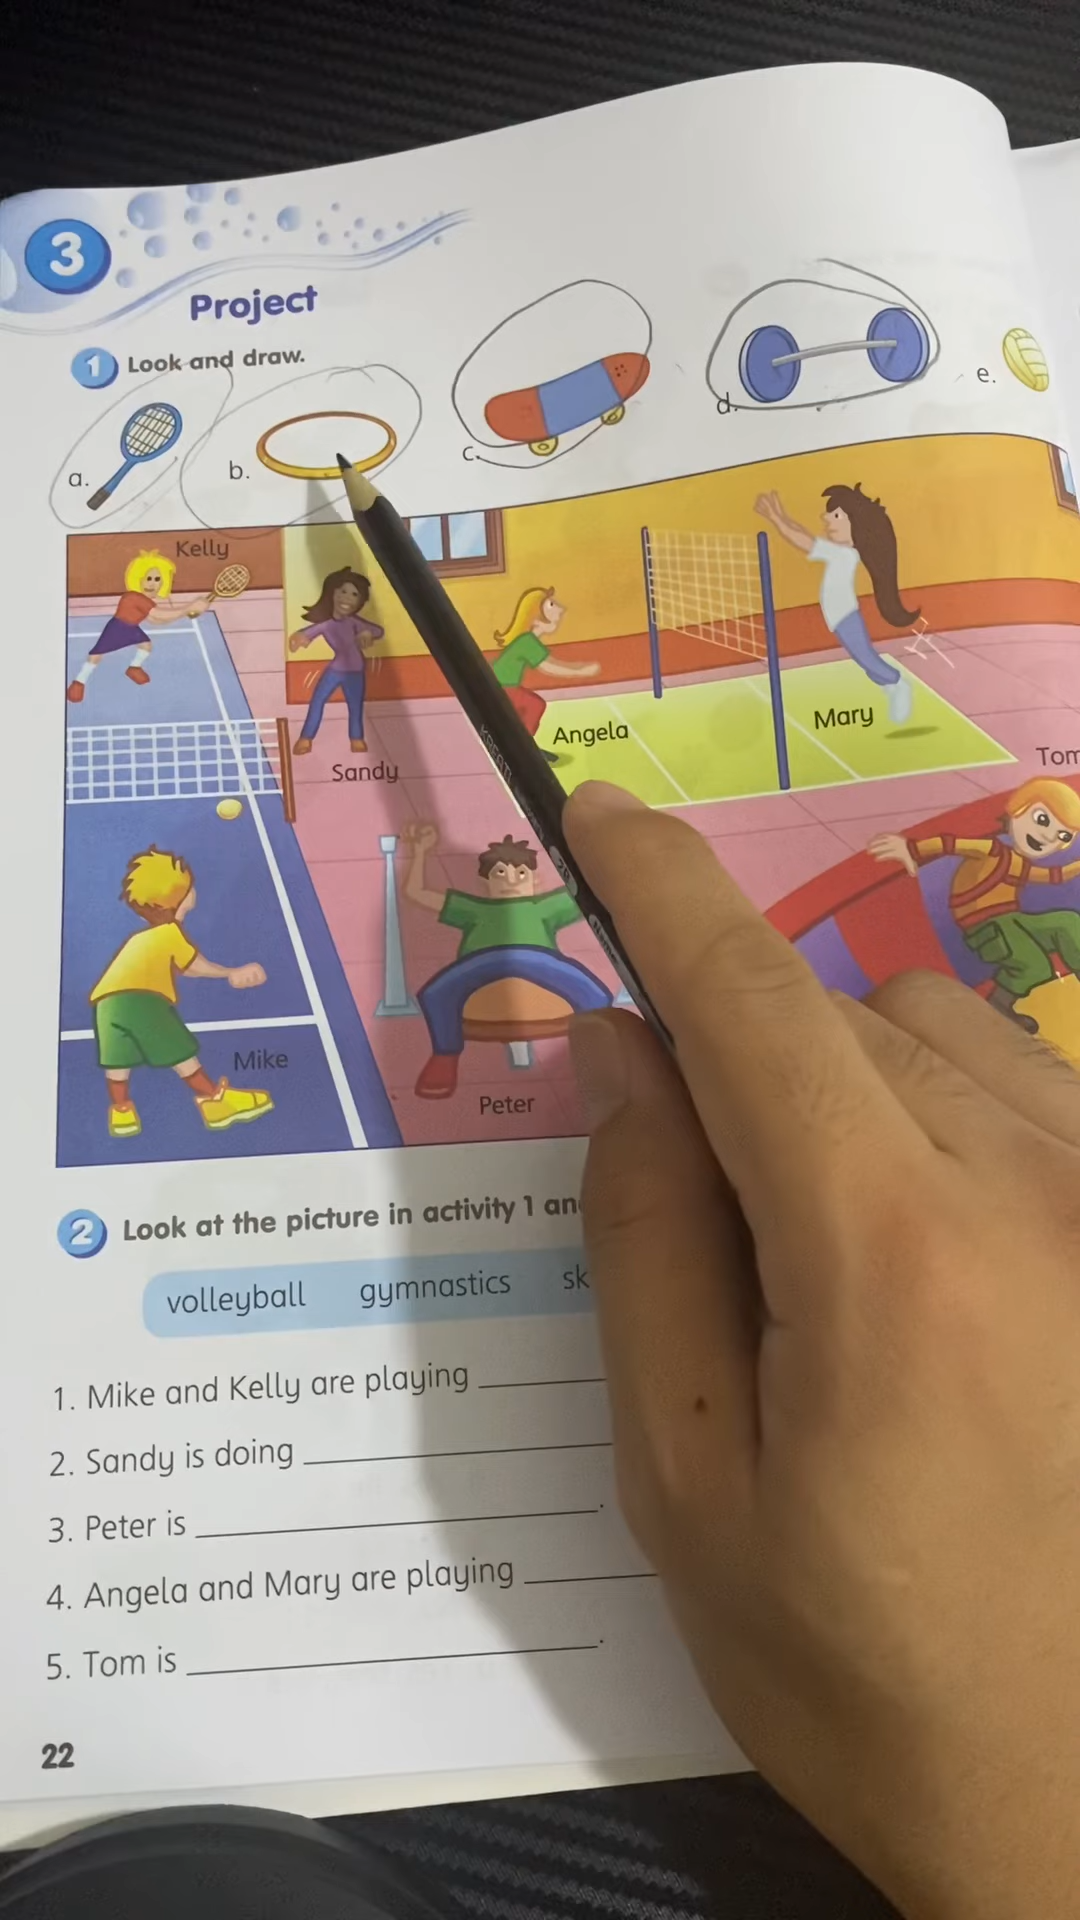 3
Project
1 Look and draw.
a. b. c. d. e.
Kelly
Sandy
Angela
Mary
Tom
Mike
Peter
2 Look at the picture in activity 1
volleyball gymnastics
1. Mike and Kelly are playing
2. Sandy is doing
3. Peter is .
4. Angela and Mary are playing
5. Tom is .
22